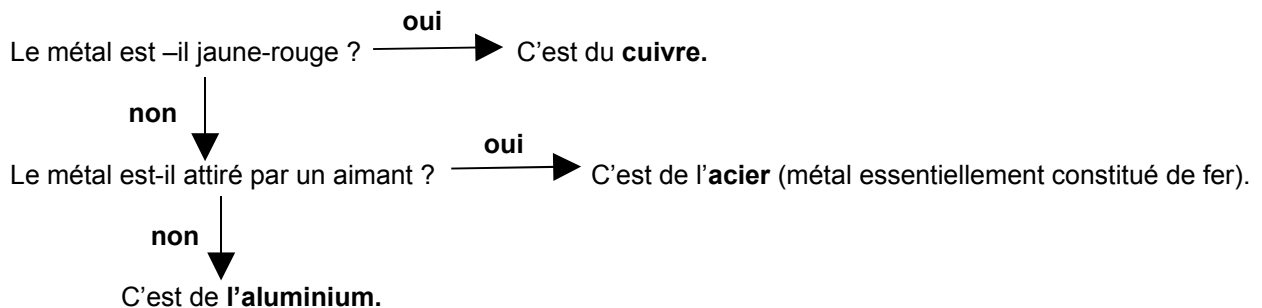 oui
Le métal est –il jaune-rouge ? C’est du cuivre.
non
oui
Le métal est-il attiré par un aimant ? C’est de l’acier (métal essentiellement constitué de fer).
non
C’est de l’aluminium.